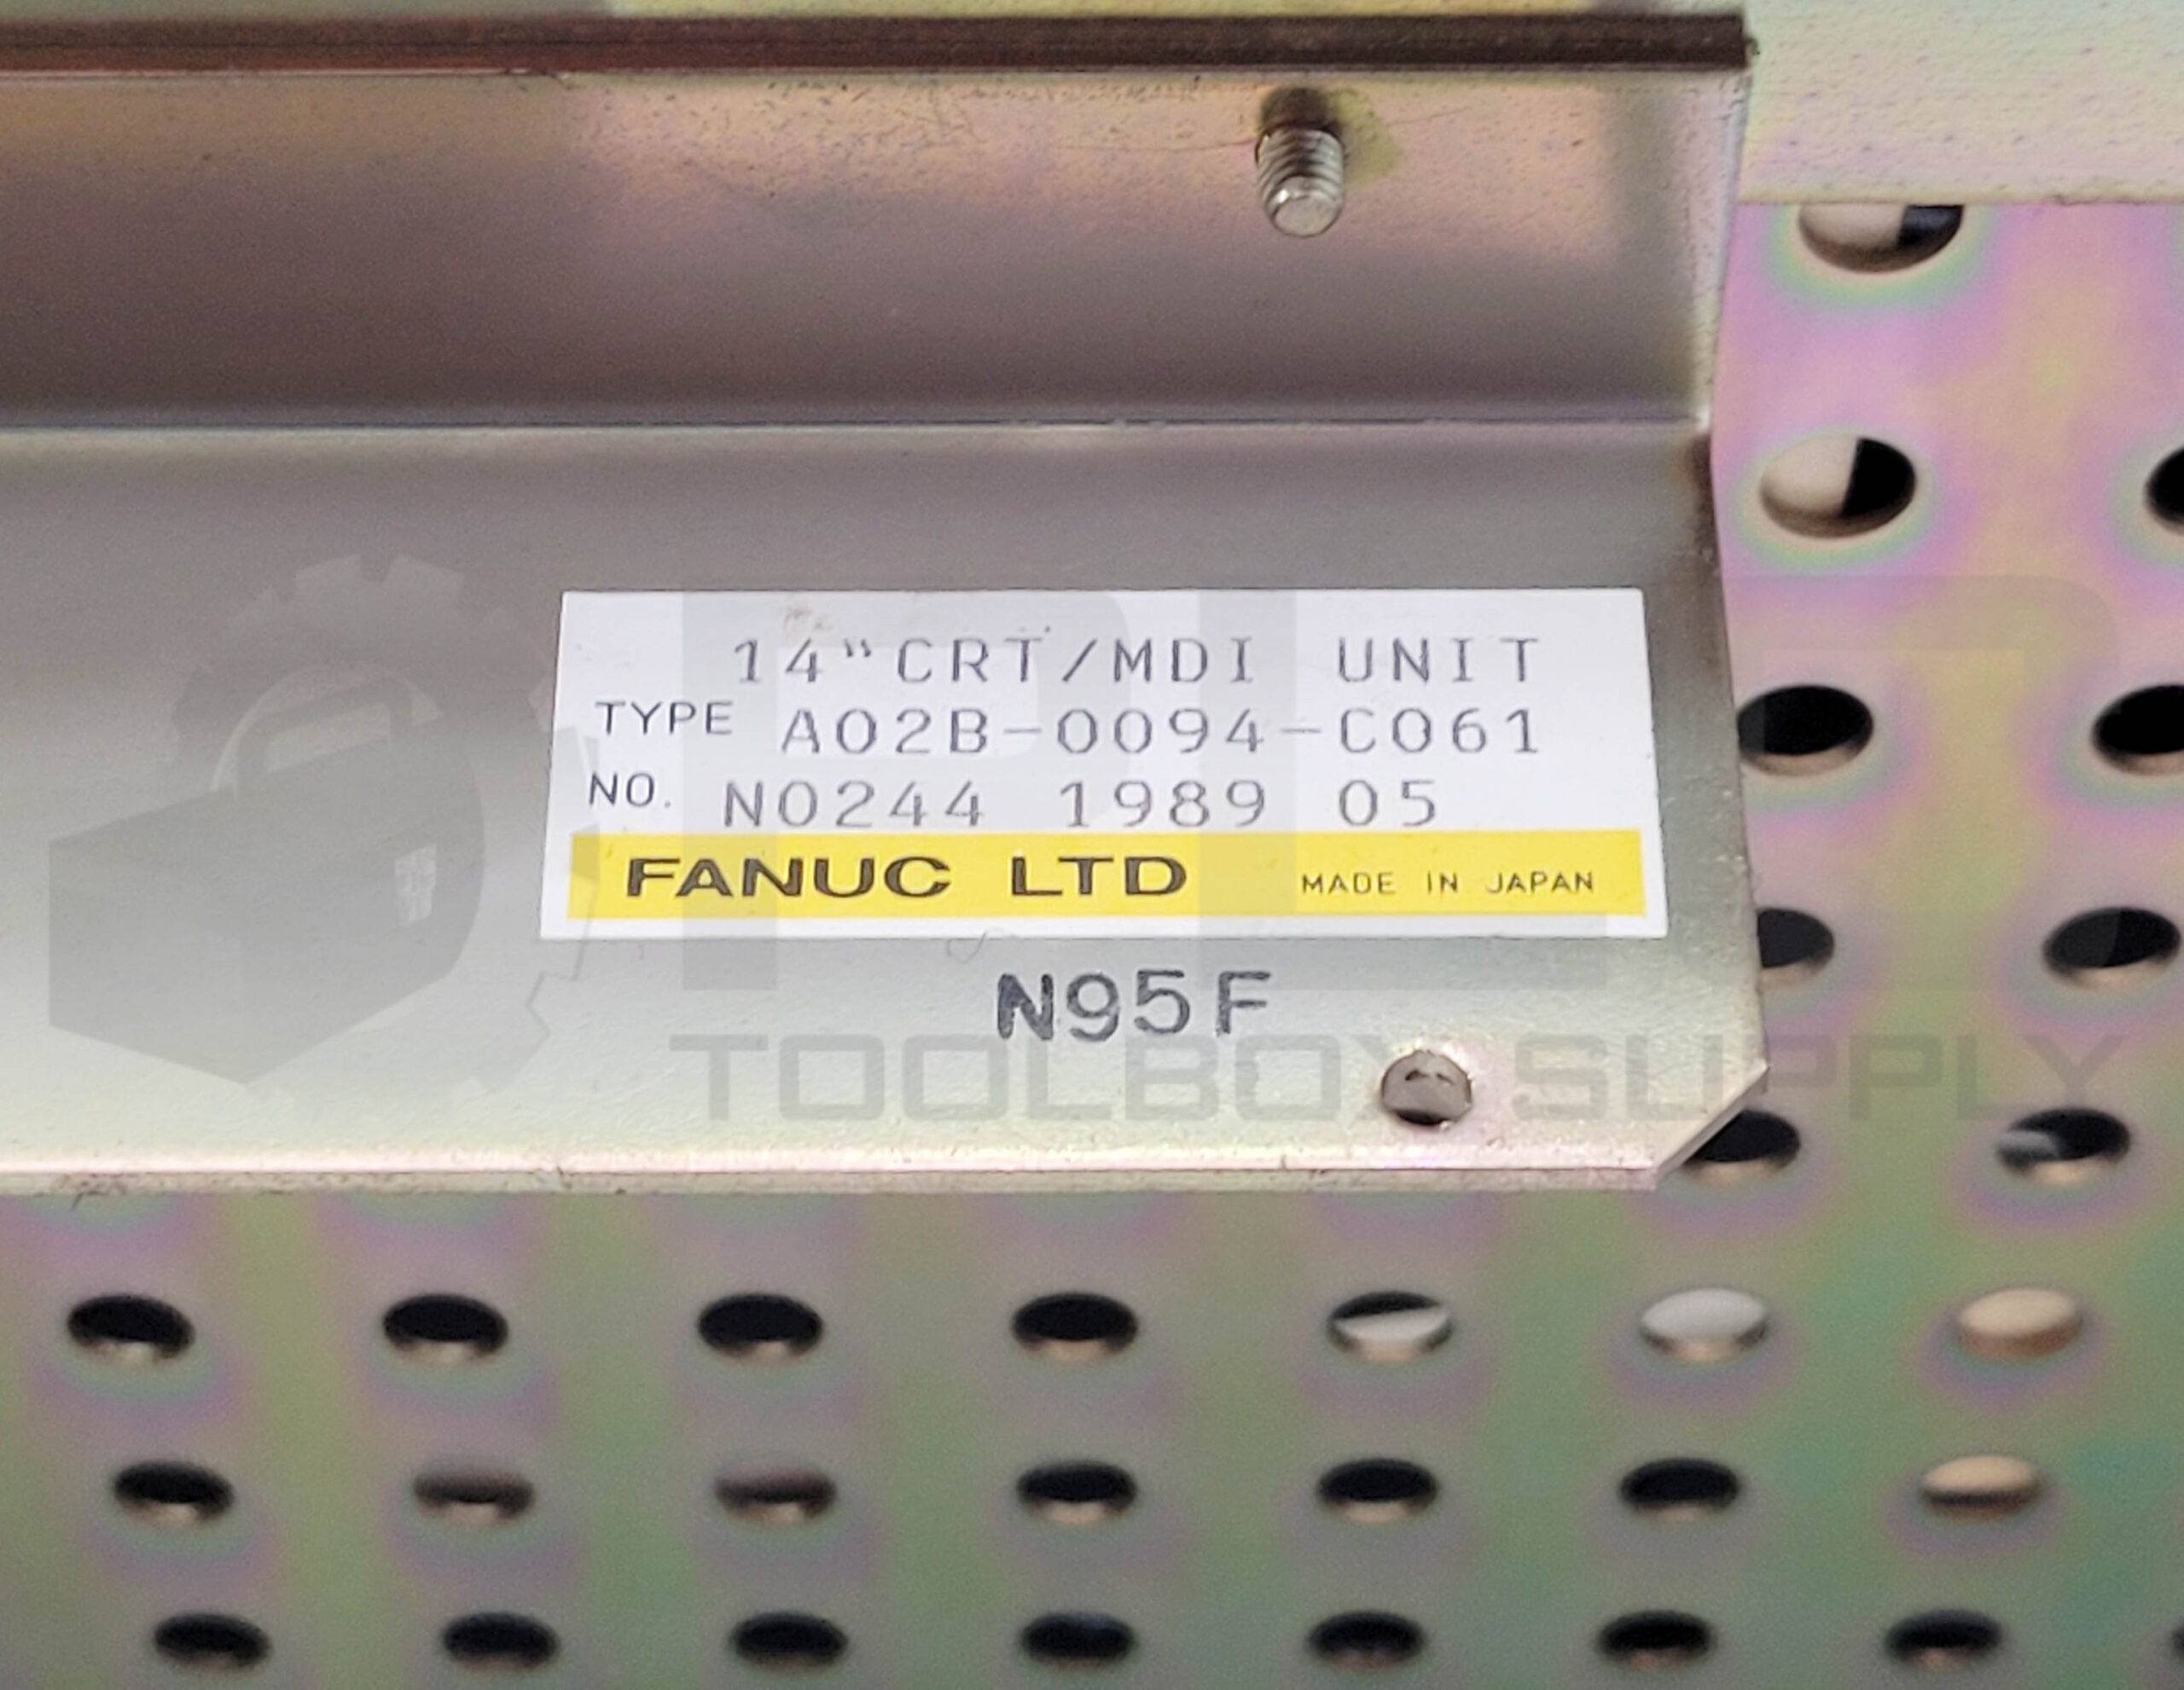 14"CRT/MDI UNIT
TYPE A02B-0094-C061
NO. N0244 1989 05
FANUC LTD MADE IN JAPAN
N95F
PLC
TOOLBOX SUPPLY